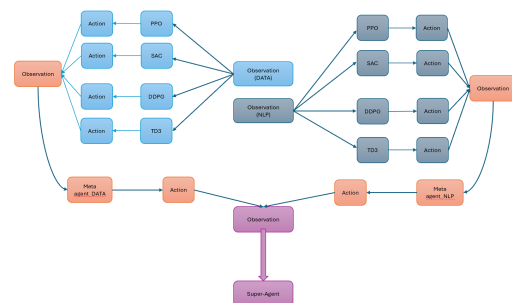 Action
PPO
PPO
Action
Action
SAC
SAC
Action
Observation
Observation
(DATA)
Observation
Action
DDPG
Observation
(NLP)
DDPG
Action
Action
TD3
TD3
Action
Meta
agent_DATA
Action
Action
Meta
agent_NLP
Observation
Super-Agent